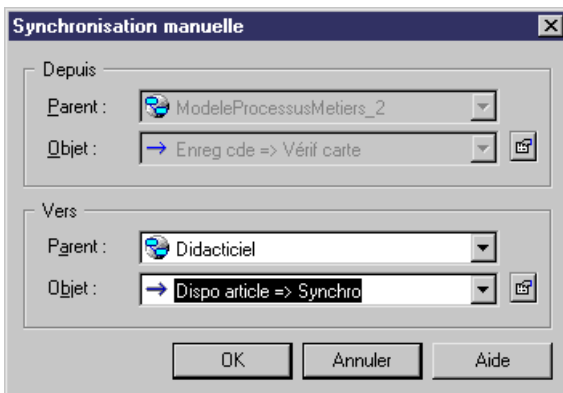 Synchronisation manuelle
Depuis
Parent :
ModeleProcessusMetiers_2
Objet :
Enreg cde => Vérif carte
Vers
Parent :
Didacticiel
Objet :
Dispo article => Synchro
OK
Annuler
Aide